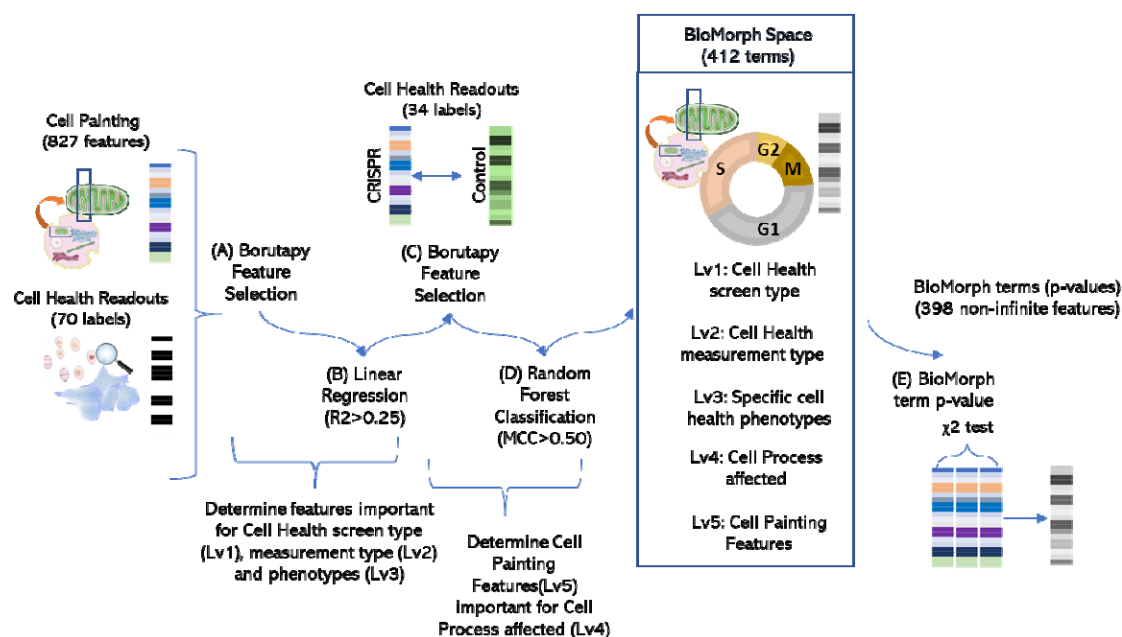 Cell Painting
(827 features)
Cell Health Readouts
(70 labels)
(A) Borutapy
Feature
Selection
(B) Linear
Regression
(R2>0.25)
Determine features important
for Cell Health screen type
(Lv1), measurement type (Lv2)
and phenotypes (Lv3)
Cell Health Readouts
(34 labels)
CRISPR
Control
(C) Borutapy
Feature
Selection
(D) Random
Forest
Classification
(MCC>0.50)
Determine Cell
Painting
Features(Lv5)
Important for Cell
Process affected (Lv4)
BioMorph Space
(412 terms)
G2
S
M
G1
Lv1: Cell Health
screen type
Lv2: Cell Health
measurement type
Lv3: Specific cell
health phenotypes
Lv4: Cell Process
affected
Lv5: Cell Painting
Features
BioMorph terms (p-values)
(398 non-infinite features)
(E) BioMorph
term p-value
χ2 test